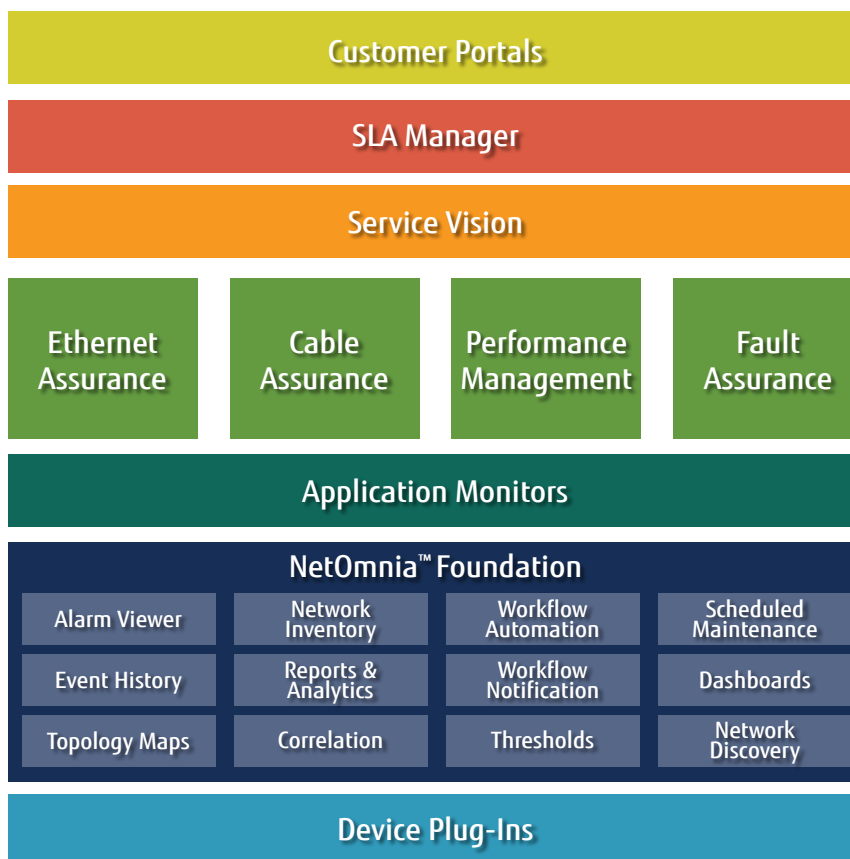 Customer Portals
SLA Manager
Service Vision
Ethernet
Assurance
Cable
Assurance
Performance
Management
Fault
Assurance
Application Monitors
NetOmnia™ Foundation
Alarm Viewer
Network
Inventory
Workflow
Automation
Scheduled
Maintenance
Event History
Reports &
Analytics
Workflow
Notification
Dashboards
Topology Maps
Correlation
Thresholds
Network
Discovery
Device Plug-Ins